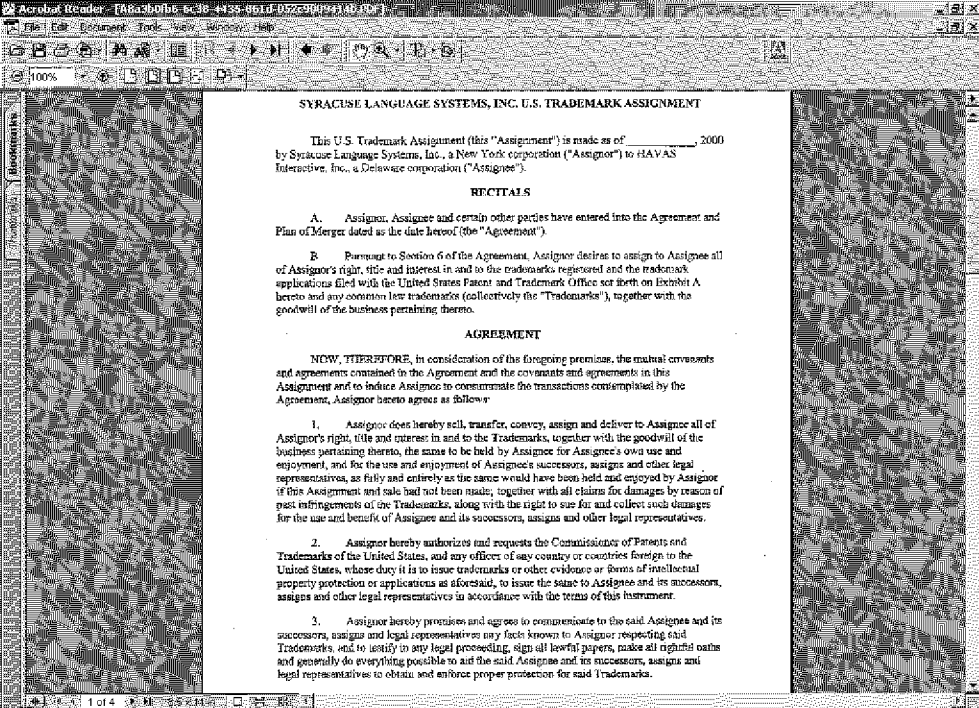 Acrobat Reader - [A8a3b0fb6-6c38-4435-861d-052c9009414b.PDF]
File Edit Document Tools View Window Help
100%
Bookmarks
Thumbnails
SYRACUSE LANGUAGE SYSTEMS, INC. U.S. TRADEMARK ASSIGNMENT
This U.S. Trademark Assignment (this "Assignment") is made as of ___________, 2000
by Syracuse Language Systems, Inc., a New York corporation ("Assignor") to HAVAS
Interactive, Inc., a Delaware corporation ("Assignee").
RECITALS
A. Assignor, Assignee and certain other parties have entered into the Agreement and
Plan of Merger dated as the date hereof (the "Agreement").
B Pursuant to Section 6 of the Agreement, Assignor desires to assign to Assignee all
of Assignor's right, title and interest in and to the trademarks registered and the trademark
applications filed with the United States Patent and Trademark Office set forth on Exhibit A
hereto and any common law trademarks (collectively the "Trademarks"), together with the
goodwill of the business pertaining thereto.
AGREEMENT
NOW, THEREFORE, in consideration of the foregoing premises, the mutual covenants
and agreements contained in the Agreement and the covenants and agreements in this
Assignment and to induce Assignee to consummate the transactions contemplated by the
Agreement, Assignor hereto agrees as follows:
1. Assignor does hereby sell, transfer, convey, assign and deliver to Assignee all of
Assignor's right, title and interest in and to the Trademarks, together with the goodwill of the
business pertaining thereto, the same to be held by Assignee for Assignee's own use and
enjoyment, and for the use and enjoyment of Assignee's successors, assigns and other legal
representatives, as fully and entirely as the same would have been held and enjoyed by Assignor
if this Assignment and sale had not been made; together with all claims for damages by reason of
past infringements of the Trademarks, along with the right to sue for and collect such damages
for the use and benefit of Assignee and its successors, assigns and other legal representatives.
2. Assignor hereby authorizes and requests the Commissioner of Patents and
Trademarks of the United States, and any officer of any country or countries foreign to the
United States, whose duty it is to issue trademarks or other evidence or forms of intellectual
property protection or applications as aforesaid, to issue the same to Assignee and its successors,
assigns and other legal representatives in accordance with the terms of this instrument.
3. Assignor hereby promises and agrees to communicate to the said Assignee and its
successors, assigns and legal representatives any facts known to Assignor respecting said
Trademarks, and to testify in any legal proceeding, sign all lawful papers, make all rightful oaths
and generally do everything possible to aid the said Assignee and its successors, assigns and
legal representatives to obtain and enforce proper protection for said Trademarks.
1 of 4